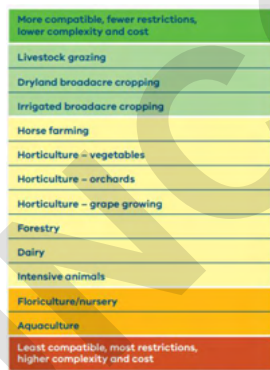 More compatible, fewer restrictions,
lower complexity and cost
Livestock grazing
Dryland broadacre cropping
Irrigated broadacre cropping
Horse farming
Horticulture – vegetables
Horticulture – orchards
Horticulture – grape growing
Forestry
Dairy
Intensive animals
Floriculture/nursery
Aquaculture
Least compatible, most restrictions,
higher complexity and cost